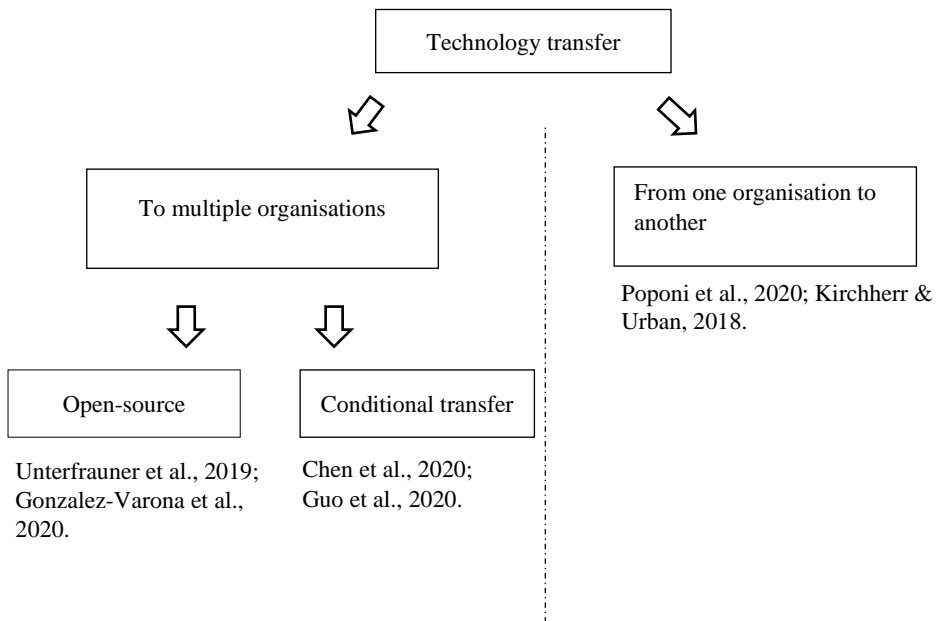 Technology transfer
To multiple organisations
From one organisation to
another
Poponi et al., 2020; Kirchherr &
Urban, 2018.
Open-source
Conditional transfer
Unterfrauner et al., 2019;
Gonzalez-Varona et al.,
2020.
Chen et al., 2020;
Guo et al., 2020.